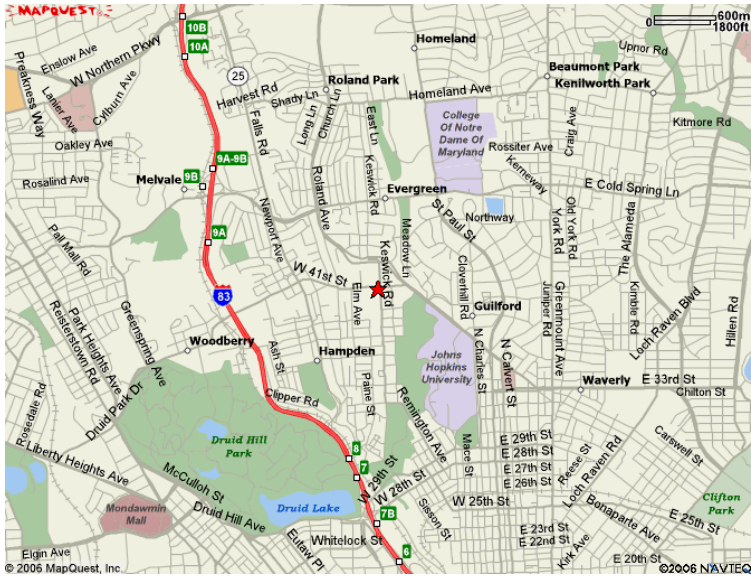 MAPQUEST
600m
1800ft
10B
10A
Homeland
Upnor Rd
Enslow Ave
W Northern Pkwy
25
Roland Park
Beaumont Park
Kenilworth Park
Preakness Way
Lanier Ave
Cylburn Ave
Harvest Rd
Shady Ln
Long Ln
Church Ln
Homeland Ave
East Ln
College
Of Notre
Dame Of
Maryland
Craig Ave
Kitmore Rd
Falls Rd
Oakley Ave
Rossiter Ave
9A-9B
Keswick Rd
Kerneway
Rosalind Ave
Melvale
9B
Roland Ave
Evergreen
E Cold Spring Ln
St Paul St
Northway
Newport Ave
Meadow Ln
Old York Rd
York Rd
The Alameda
Pall Mall Rd
9A
W 41st St
Keswick Rd
Cloverhill Rd
83
Elm Ave
Guilford
Juniper Rd
Greenmount Ave
Kimble Rd
Loch Raven Blvd
Hillen Rd
Park Heights Ave
Reisterstown Rd
Greenspring Ave
Woodberry
Ash St
Hampden
Johns
Hopkins
University
N Charles St
N Calvert St
Waverly
E 33rd St
Chilton St
Rosedale Rd
Druid Park Dr
Clipper Rd
Paine St
Remington Ave
Mace St
Carswell St
Liberty Heights Ave
Druid Hill
Park
8
7
E 29th St
E 28th St
E 27th St
E 26th St
Reese St
Loch Raven Rd
McCulloh St
W 29th St
W 28th St
W 25th St
Clifton
Park
Mondawmin
Mall
Druid Hill Ave
Druid Lake
7B
Sisson St
Bonaparte Ave
E 25th St
E 23rd St
E 22nd St
Elgin Ave
Eutaw Pl
Whitelock St
6
Kirk Ave
E 20th St
© 2006 MapQuest, Inc.
©2006 NAVTEQ